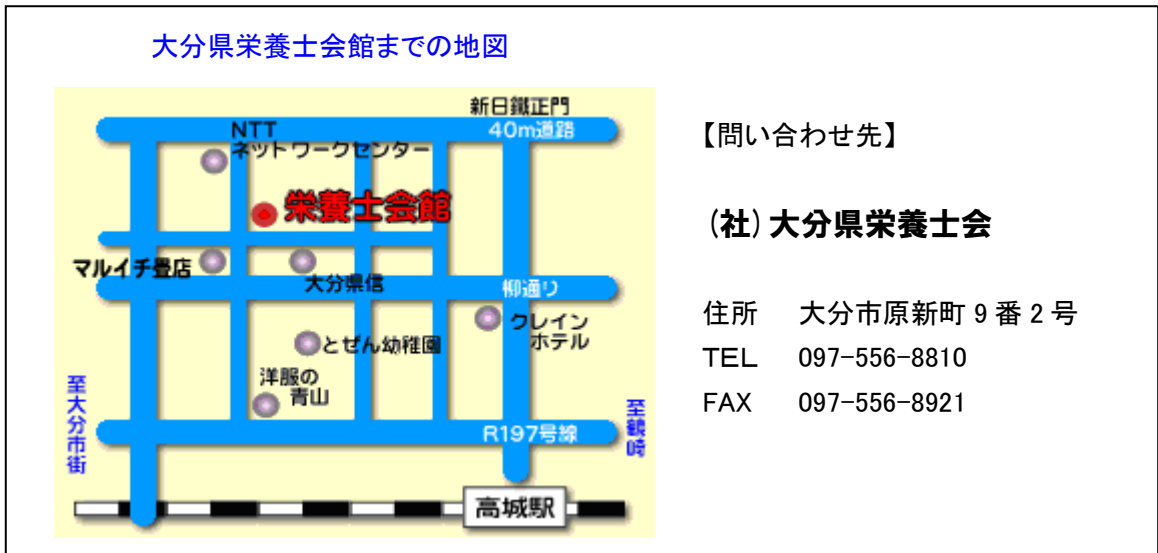 大分県栄養士会館までの地図
新日鐵正門
40m道路
NTT
ネットワークセンター
栄養士会館
マルイチ畳店
大分県信
柳通り
クレイン
ホテル
とぜん幼稚園
洋服の
青山
至大分市街
至鶴崎
R197号線
高城駅
【問い合わせ先】
(社)大分県栄養士会
住所 大分市原新町 9 番 2 号
TEL 097-556-8810
FAX 097-556-8921